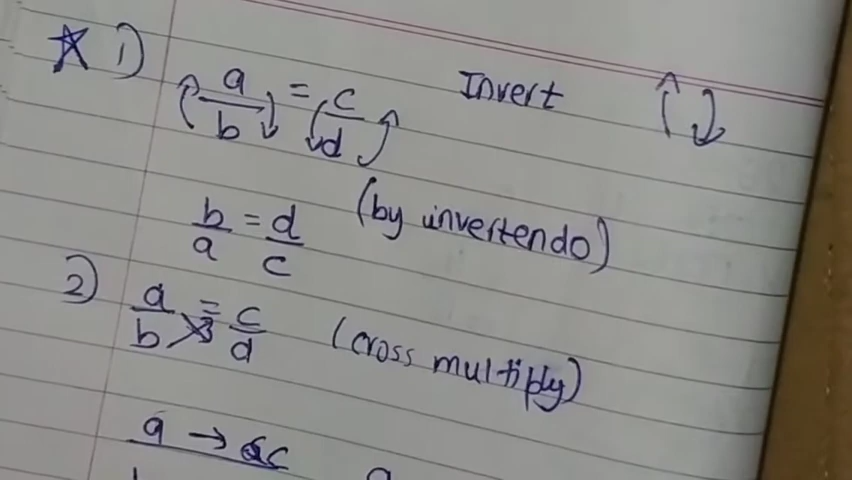 ☆ 1) a/b = c/d Invert
b/a = d/c (by invertendo)
2) a/b = c/d (cross multiply)
a → c